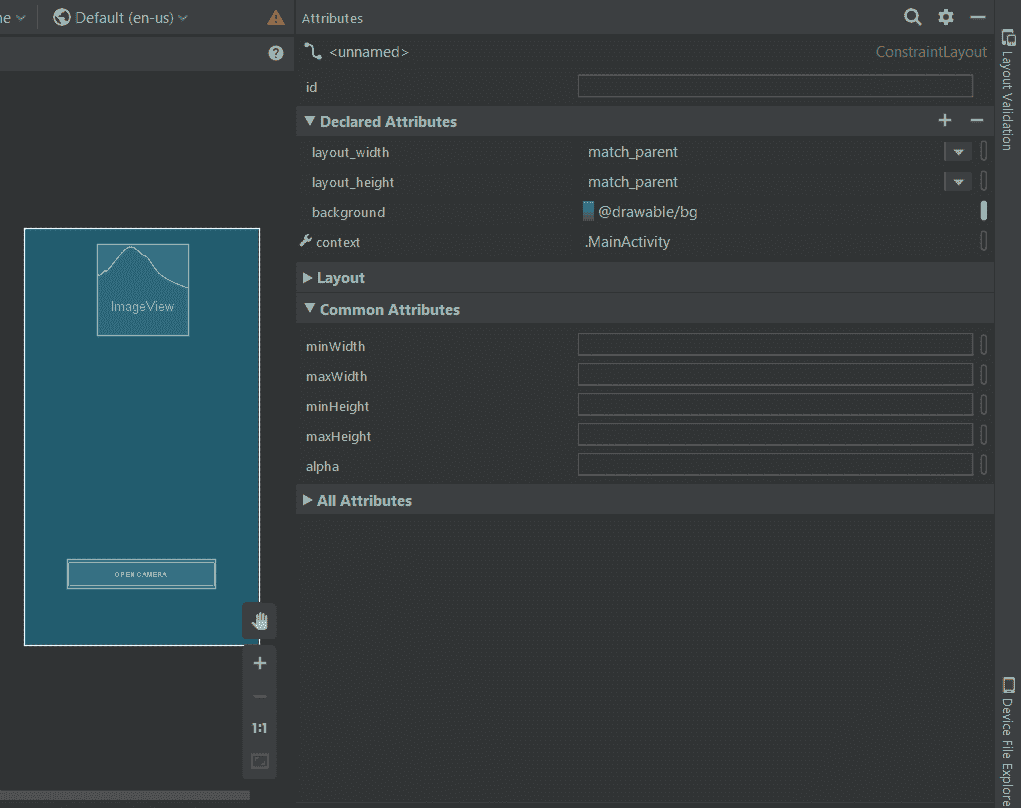 ne Default (en-us)
Attributes
<unnamed> ConstraintLayout
id
Declared Attributes
layout_width match_parent
layout_height match_parent
background @drawable/bg
context .MainActivity
Layout
Common Attributes
minWidth
maxWidth
minHeight
maxHeight
alpha
All Attributes
ImageView
OPEN CAMERA
1:1
Layout Validation
Device File Explorer